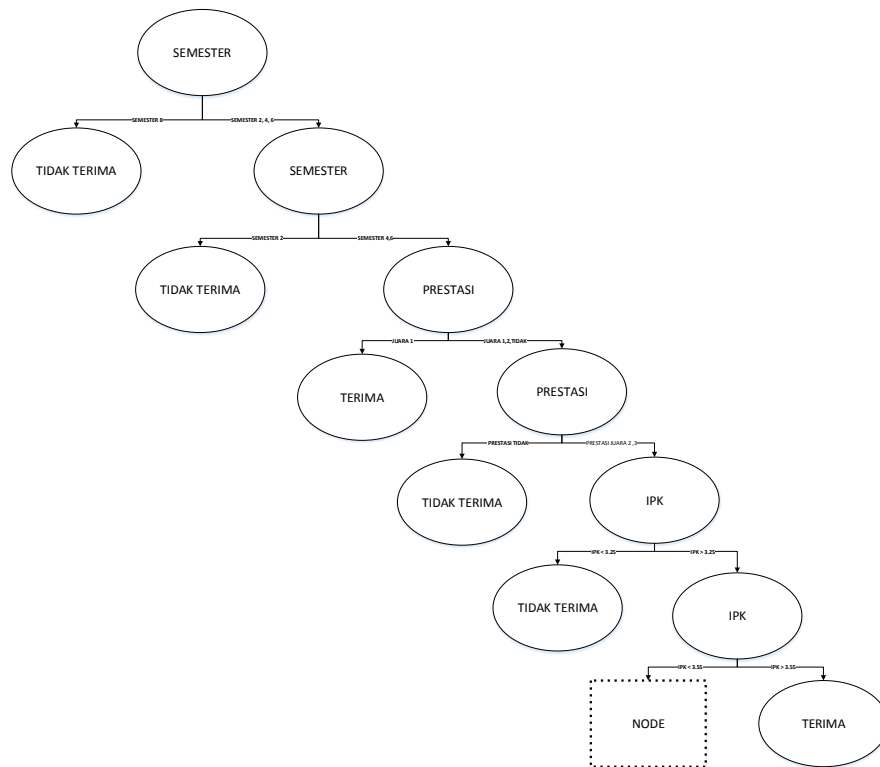 SEMESTER
SEMESTER 8
SEMESTER 2, 4, 6
TIDAK TERIMA
SEMESTER
SEMESTER 2
SEMESTER 4,6
TIDAK TERIMA
PRESTASI
JUARA 1
JUARA 1,2,TIDAK
TERIMA
PRESTASI
PRESTASI TIDAK
PRESTASI JUARA 2 ,3
TIDAK TERIMA
IPK
IPK < 3.25
IPK > 3.25
TIDAK TERIMA
IPK
IPK < 3.55
IPK > 3.55
NODE
TERIMA